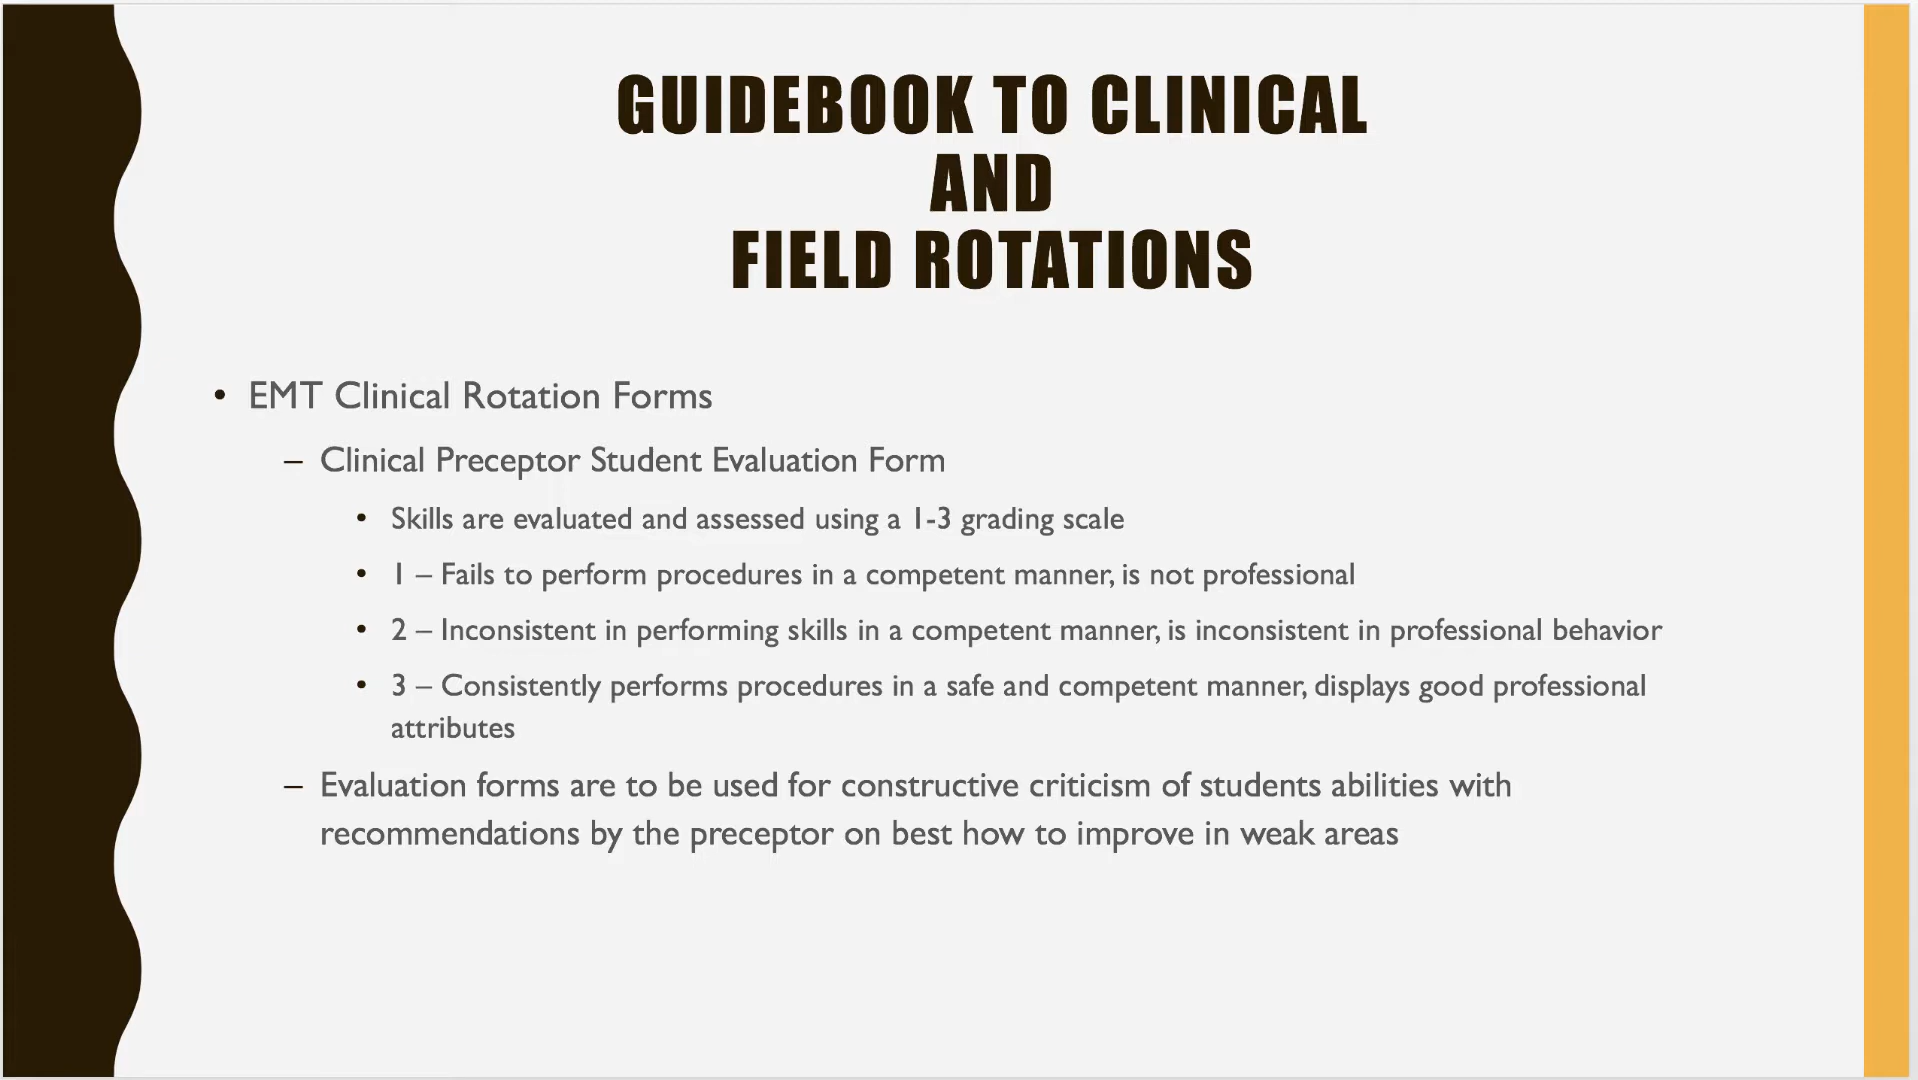 GUIDEBOOK TO CLINICAL
AND
FIELD ROTATIONS
• EMT Clinical Rotation Forms
– Clinical Preceptor Student Evaluation Form
• Skills are evaluated and assessed using a 1-3 grading scale
• 1 – Fails to perform procedures in a competent manner, is not professional
• 2 – Inconsistent in performing skills in a competent manner, is inconsistent in professional behavior
• 3 – Consistently performs procedures in a safe and competent manner, displays good professional
attributes
– Evaluation forms are to be used for constructive criticism of students abilities with
recommendations by the preceptor on best how to improve in weak areas